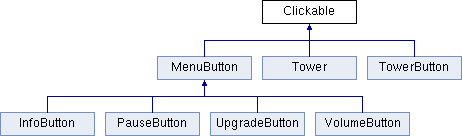 Clickable
MenuButton Tower TowerButton
InfoButton PauseButton UpgradeButton VolumeButton